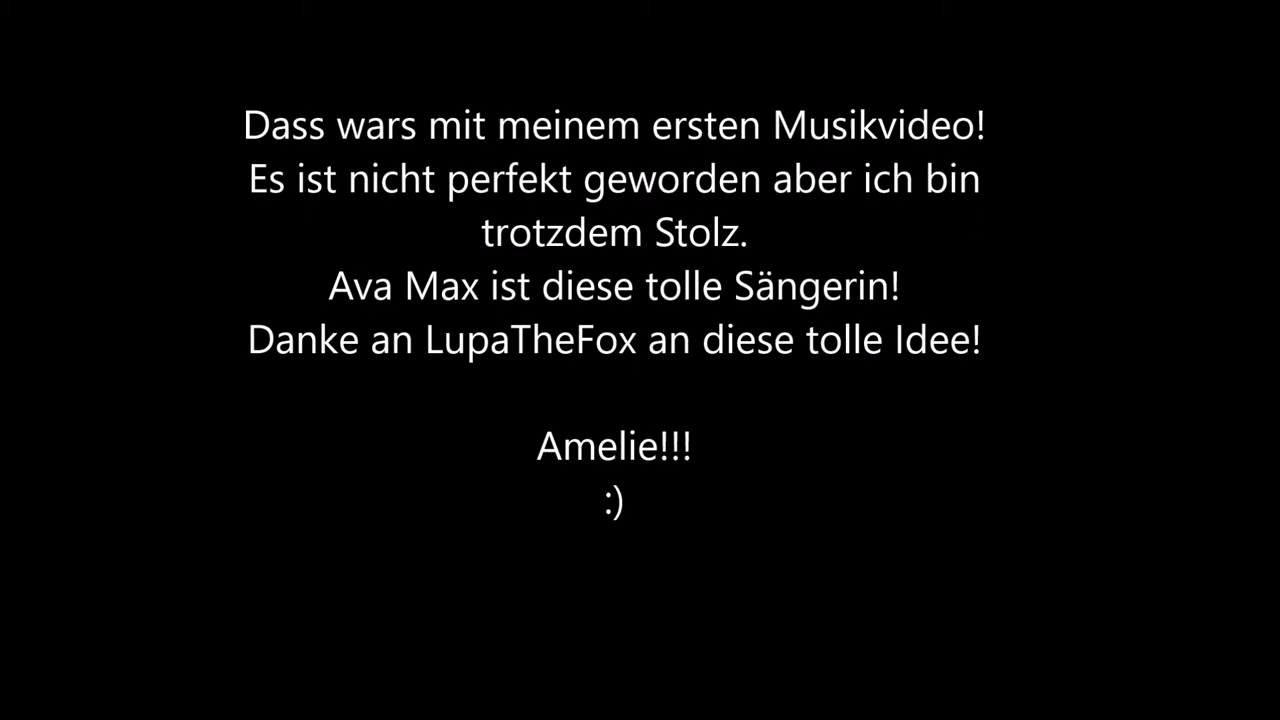 Dass wars mit meinem ersten Musikvideo!
Es ist nicht perfekt geworden aber ich bin
trotzdem Stolz.
Ava Max ist diese tolle Sängerin!
Danke an LupaTheFox an diese tolle Idee!
Amelie!!!
:)